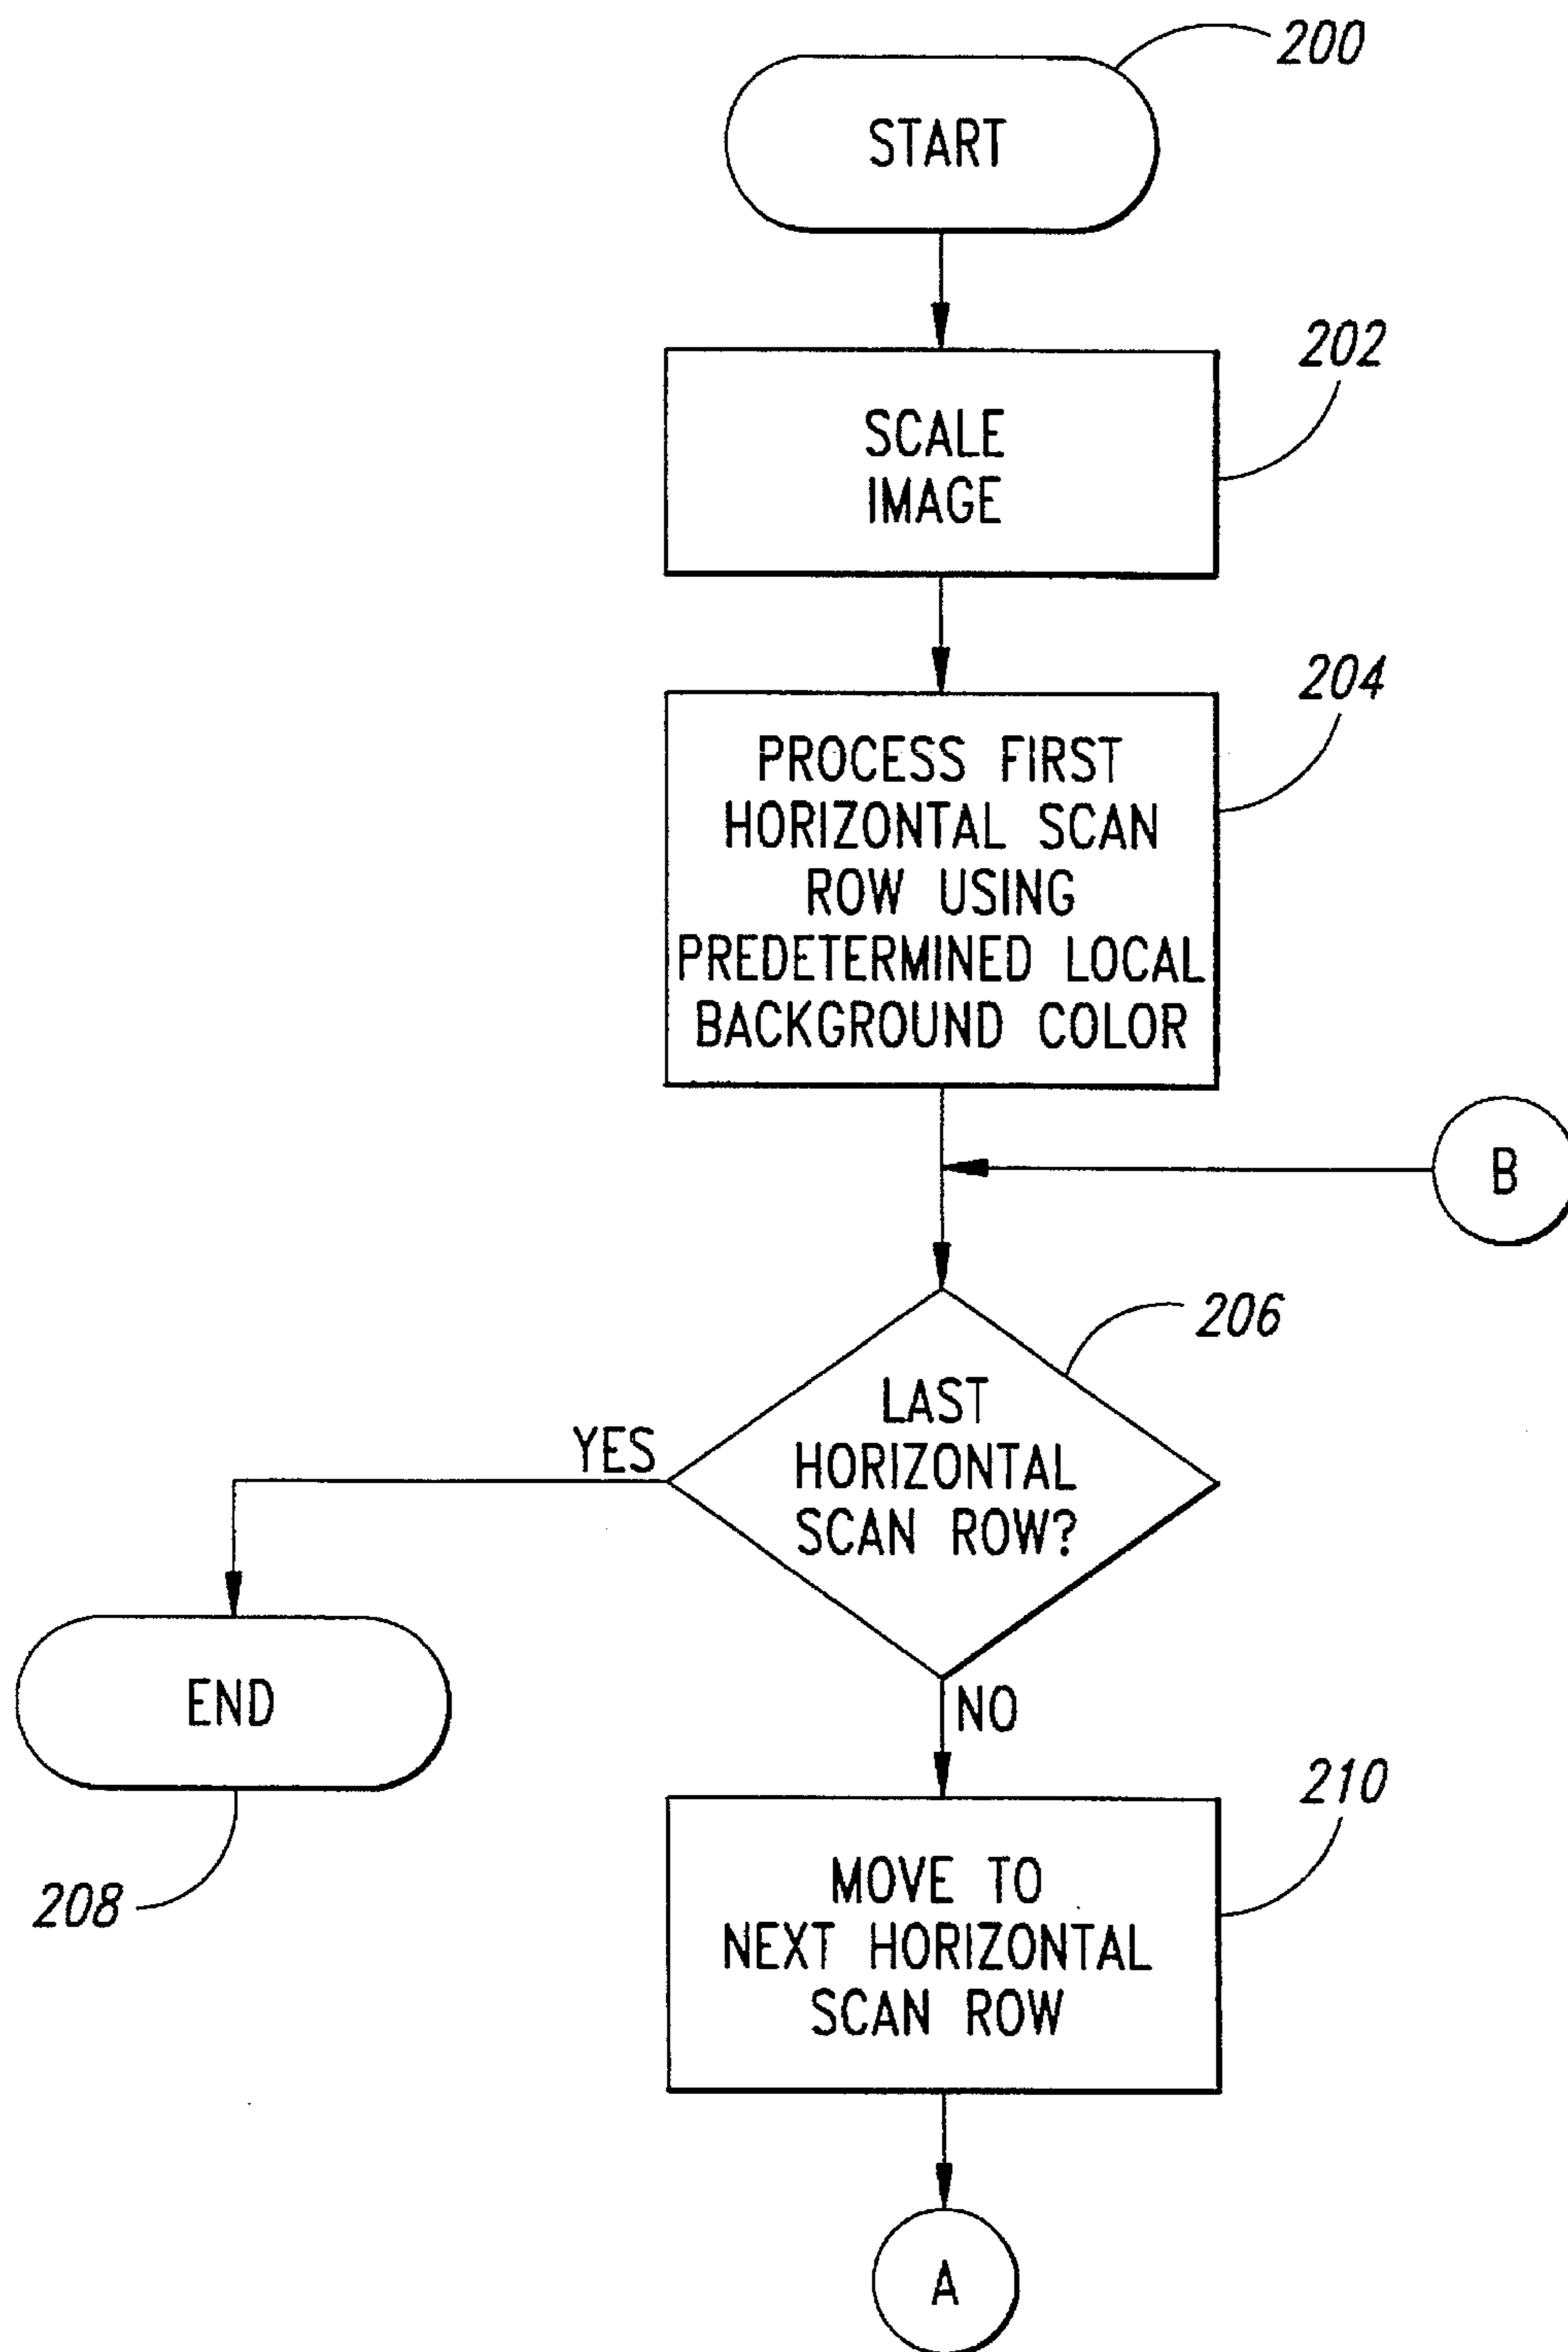 200
START
202
SCALE
IMAGE
204
PROCESS FIRST
HORIZONTAL SCAN
ROW USING
PREDETERMINED LOCAL
BACKGROUND COLOR
B
206
LAST
HORIZONTAL
SCAN ROW?
YES
END
208
NO
210
MOVE TO
NEXT HORIZONTAL
SCAN ROW
A